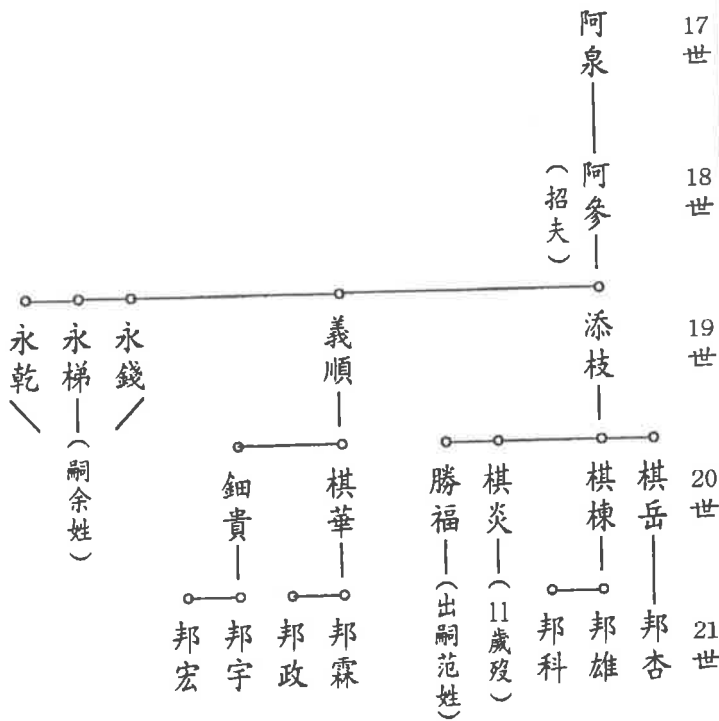 17世
阿泉
18世
阿參
（招夫）
19世
添枝
義順
永錢
永梯
永乾
（嗣余姓）
20世
棋岳
棋棟
棋炎
勝福
棋華
鈿貴
21世
邦杏
邦雄
邦科
（11歲歿）
（出嗣范姓）
邦霖
邦政
邦宇
邦宏